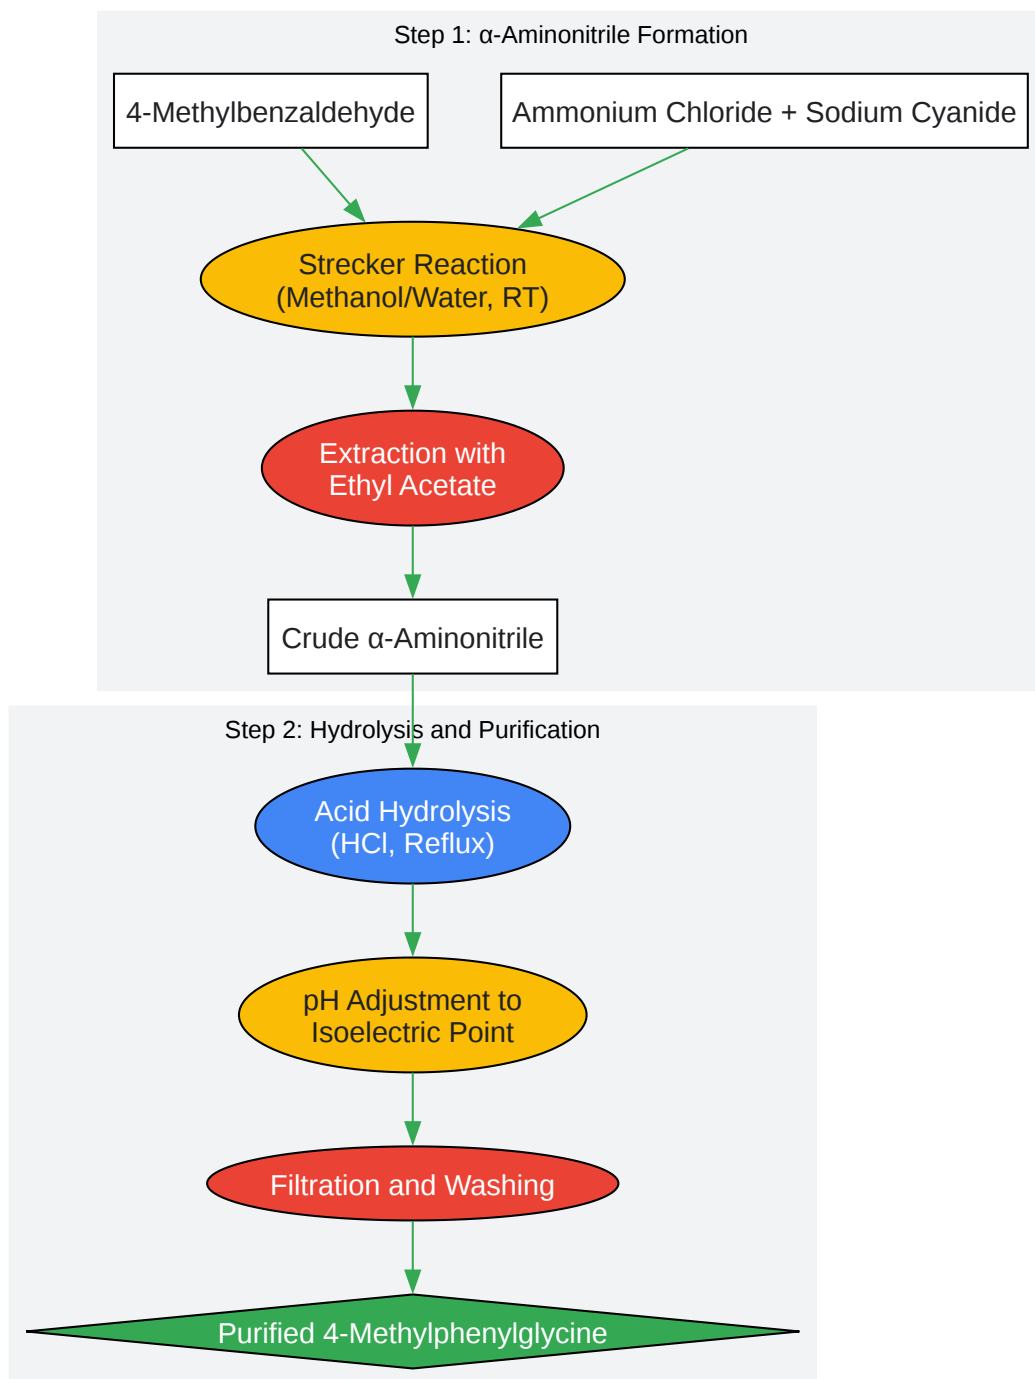 Step 1: α-Aminonitrile Formation
4-Methylbenzaldehyde
Ammonium Chloride + Sodium Cyanide
Strecker Reaction
(Methanol/Water, RT)
Extraction with
Ethyl Acetate
Crude α-Aminonitrile
Step 2: Hydrolysis and Purification
Acid Hydrolysis
(HCl, Reflux)
pH Adjustment to
Isoelectric Point
Filtration and Washing
Purified 4-Methylphenylglycine